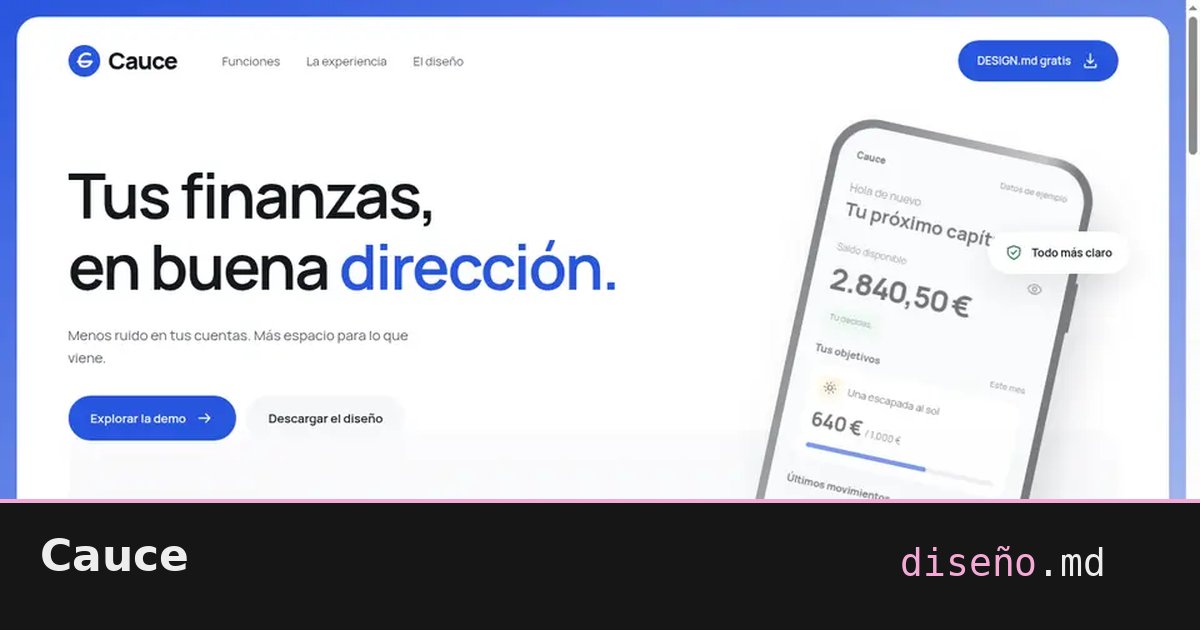 Cauce
Funciones
La experiencia
El diseño
DESIGN.md gratis
Tus finanzas,
en buena dirección.
Menos ruido en tus cuentas. Más espacio para lo que
viene.
Explorar la demo
Descargar el diseño
Cauce
Datos de ejemplo
Hola de nuevo
Tu próximo capít
Todo más claro
Saldo disponible
2.840,50 €
Tu decides.
Tus objetivos
Este mes
Una escapada al sol
640 € / 1.000 €
Últimos movimientos
Cauce
diseño.md